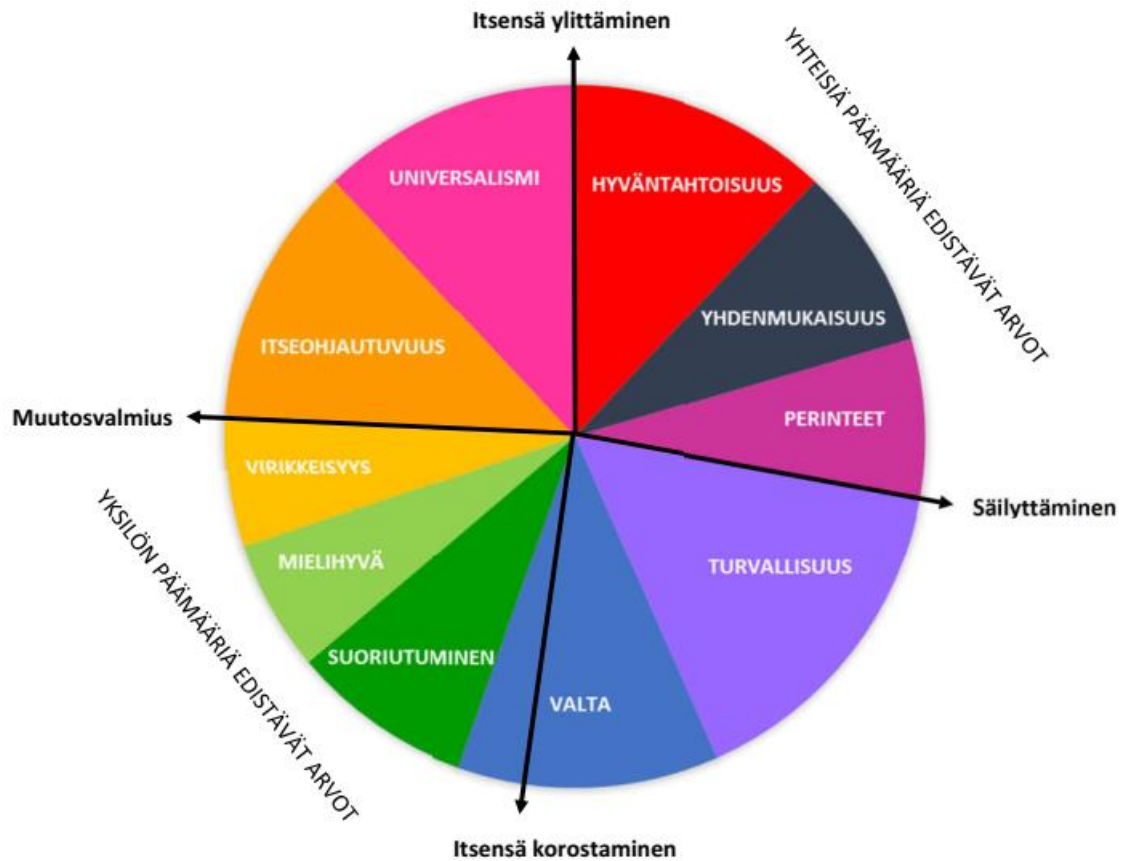 Itsensä ylittäminen
YHTEISIÄ PÄÄMÄÄRIÄ EDISTÄVÄT ARVOT
UNIVERSALISMI
HYVÄNTAHTOISUUS
YHDENMUKAISUUS
ITSEOHJAUTUVUUS
Muutosvalmius
PERINTEET
VIRIKKEISYYS
Säilyttäminen
YKSILÖN PÄÄMÄÄRIÄ EDISTÄVÄT ARVOT
MIELIHYVÄ
TURVALLISUUS
SUORIUTUMINEN
VALTA
Itsensä korostaminen